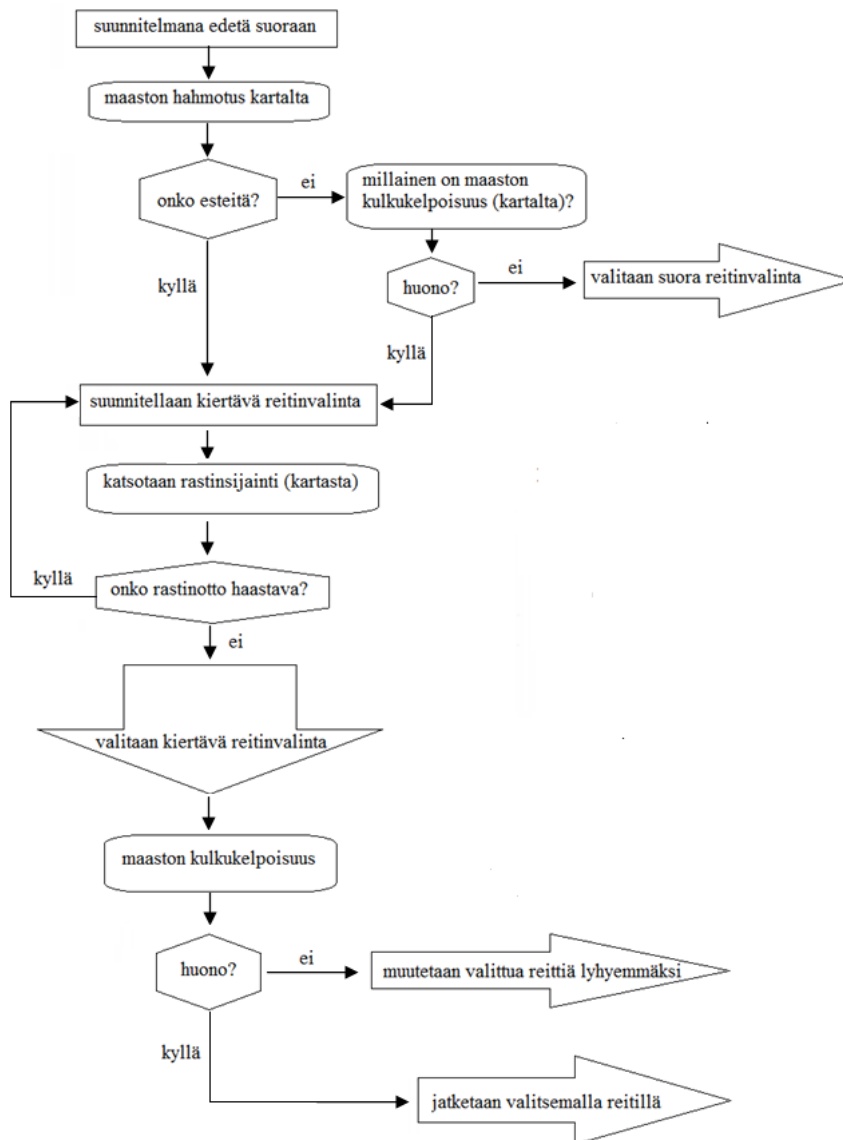 suunnitelmana edetä suoraan
maaston hahmotus kartalta
onko esteitä?
ei
millainen on maaston
kulkukelpoisuus (kartalta)?
kyllä
huono?
ei
valitaan suora reitinvalinta
kyllä
suunnitellaan kiertävä reitinvalinta
katsotaan rastinsijainti (kartasta)
kyllä
onko rastinotto haastava?
ei
valitaan kiertävä reitinvalinta
maaston kulkukelpoisuus
huono?
ei
muutetaan valittua reittiä lyhyemmäksi
kyllä
jatketaan valitsemalla reitillä